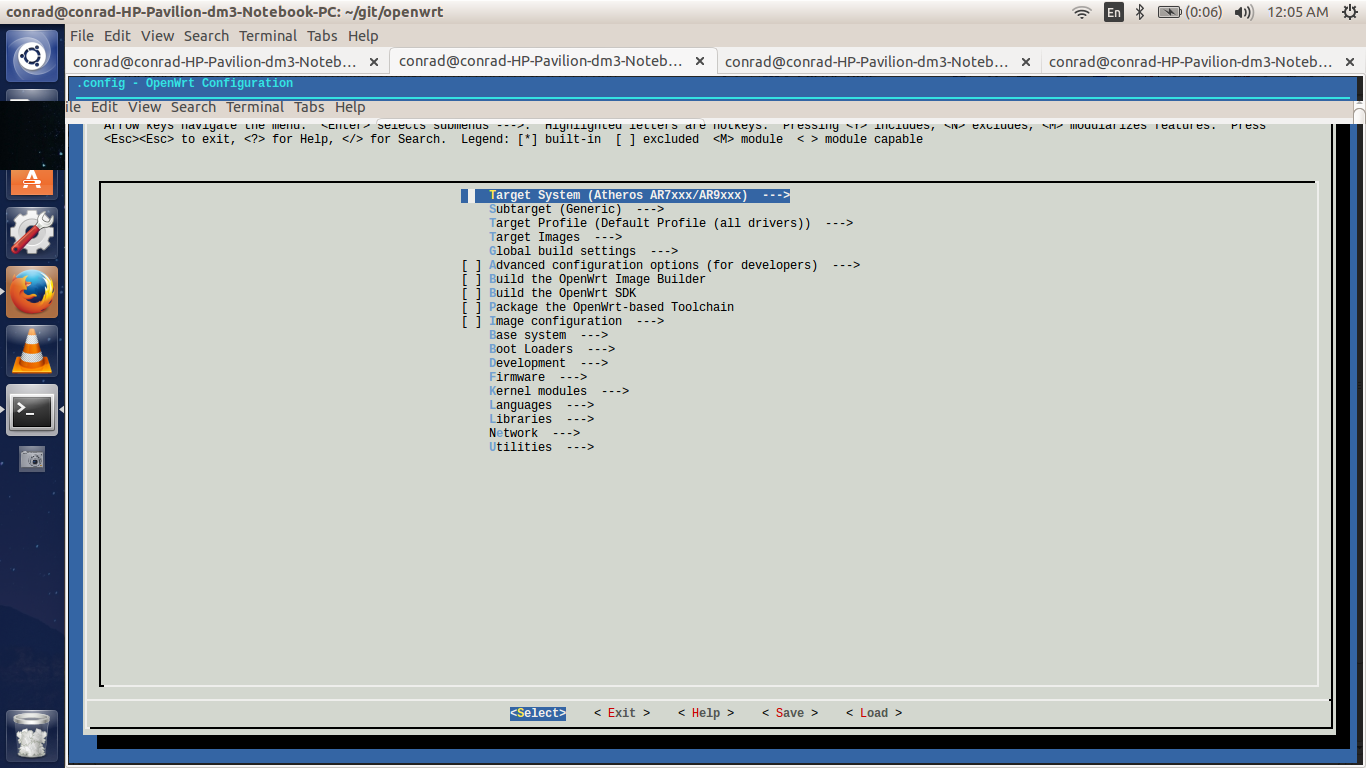 conrad@conrad-HP-Pavilion-dm3-Notebook-PC: ~/git/openwrt
En
(0:06)
12:05 AM
File Edit View Search Terminal Tabs Help
conrad@conrad-HP-Pavilion-dm3-Noteb… ×
conrad@conrad-HP-Pavilion-dm3-Noteb… ×
conrad@conrad-HP-Pavilion-dm3-Noteb… ×
conrad@conrad-HP-Pavilion-dm3-Noteb… ×
.config - OpenWrt Configuration
ile Edit View Search Terminal Tabs Help
Arrow keys navigate the menu. <Enter> selects submenus --->. Highlighted letters are hotkeys. Pressing <Y> includes, <N> excludes, <M> modularizes features. Press
<Esc><Esc> to exit, <?> for Help, </> for Search. Legend: [*] built-in [ ] excluded <M> module < > module capable
Target System (Atheros AR7xxx/AR9xxx) --->
Subtarget (Generic) --->
Target Profile (Default Profile (all drivers)) --->
Target Images --->
Global build settings --->
[ ] Advanced configuration options (for developers) --->
[ ] Build the OpenWrt Image Builder
[ ] Build the OpenWrt SDK
[ ] Package the OpenWrt-based Toolchain
[ ] Image configuration --->
Base system --->
Boot Loaders --->
Development --->
Firmware --->
Kernel modules --->
Languages --->
Libraries --->
Network --->
Utilities --->
<Select> < Exit > < Help > < Save > < Load >